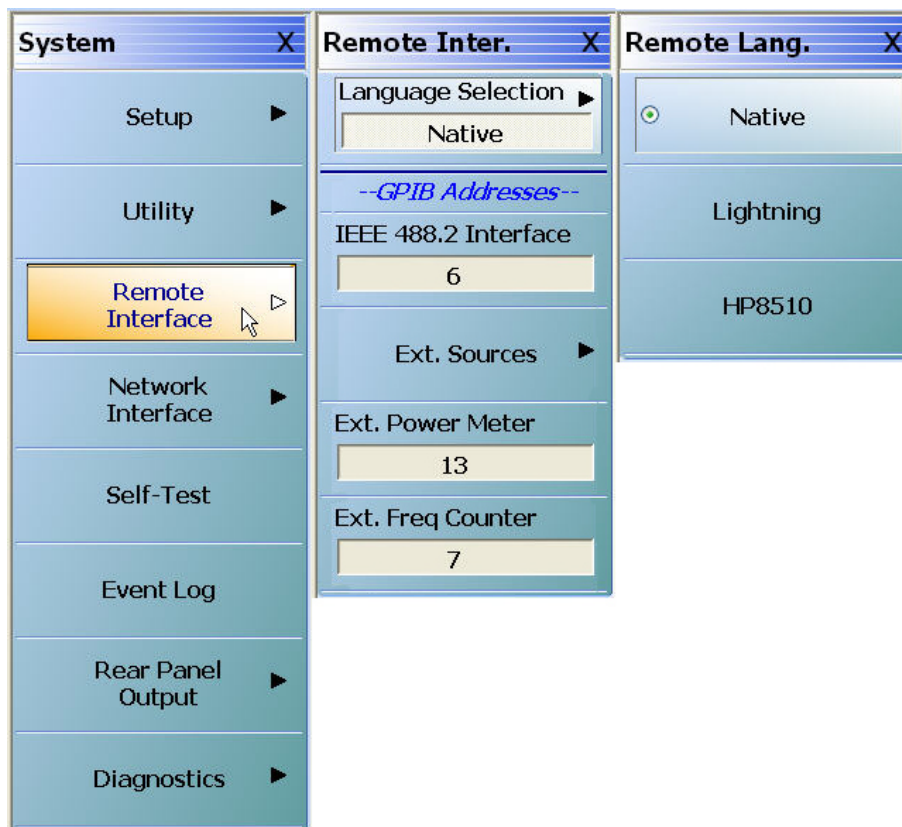 System X
Setup
Utility
Remote
Interface
Network
Interface
Self-Test
Event Log
Rear Panel
Output
Diagnostics
Remote Inter. X
Language Selection
Native
--GPIB Addresses--
IEEE 488.2 Interface
6
Ext. Sources
Ext. Power Meter
13
Ext. Freq Counter
7
Remote Lang. X
Native
Lightning
HP8510